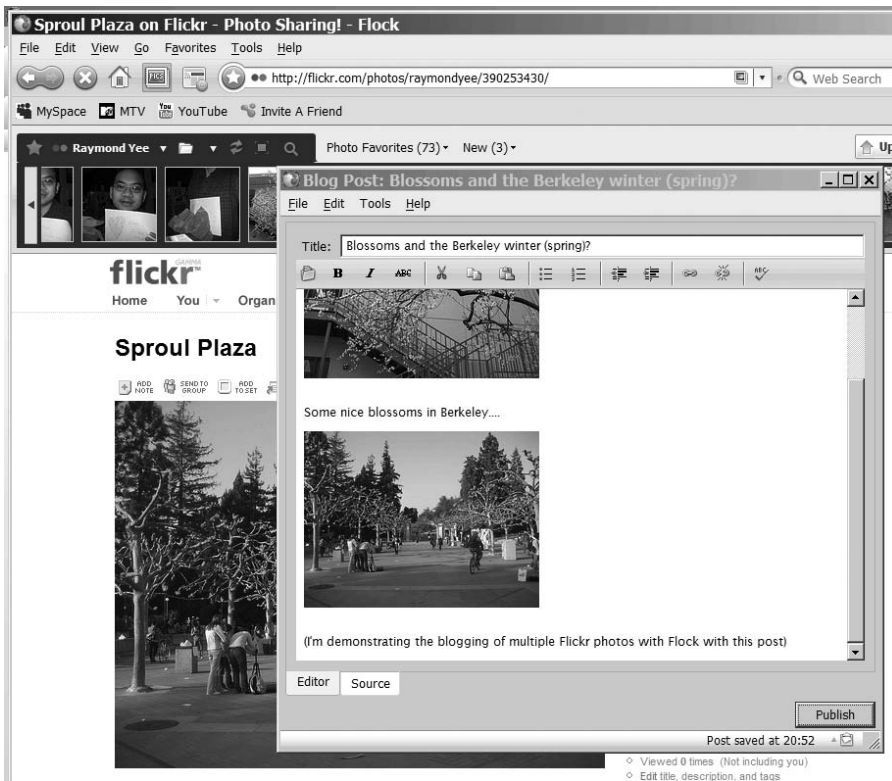 Sproul Plaza on Flickr - Photo Sharing! - Flock
File Edit View Go Favorites Tools Help
http://flickr.com/photos/raymondyee/390253430/
Web Search
MySpace MTV YouTube Invite A Friend
Raymond Yee Photo Favorites (73) New (3) Up
Blog Post: Blossoms and the Berkeley winter (spring)?
File Edit Tools Help
Title: Blossoms and the Berkeley winter (spring)?
B I ABC ABC
flickr GAMMA TM
Home You Organ
Sproul Plaza
ADD NOTE SEND TO GROUP ADD TO SET
Some nice blossoms in Berkeley....
(I'm demonstrating the blogging of multiple Flickr photos with Flock with this post)
Editor Source
Publish
Post saved at 20:52
Viewed 0 times (Not including you)
Edit title, description, and tags